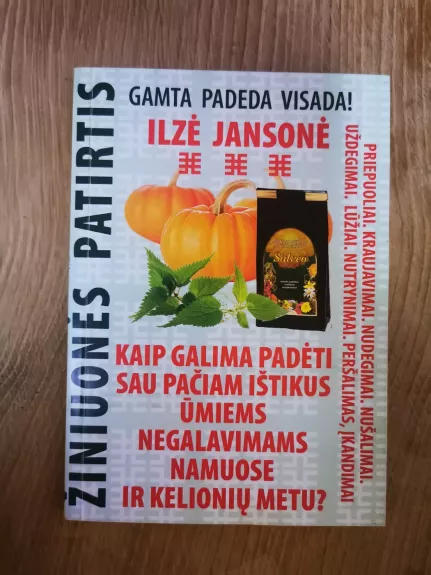 GAMTA PADEDA VISADA!
ILZĖ JANSONĖ
ŽINIUONĖS PATIRTIS
PRIEPUOLIAI. KRAUJAVIMAI. NUDEGIMAI. NUŠALIMAI.
UŽDEGIMAI. LŪŽIAI. NUTRYNIMAI. PERŠALIMAS, ĮKANDIMAI
Salveo
KAIP GALIMA PADĖTI
SAU PAČIAM IŠTIKUS
ŪMIEMS
NEGALAVIMAMS
NAMUOSE
IR KELIONIŲ METU?